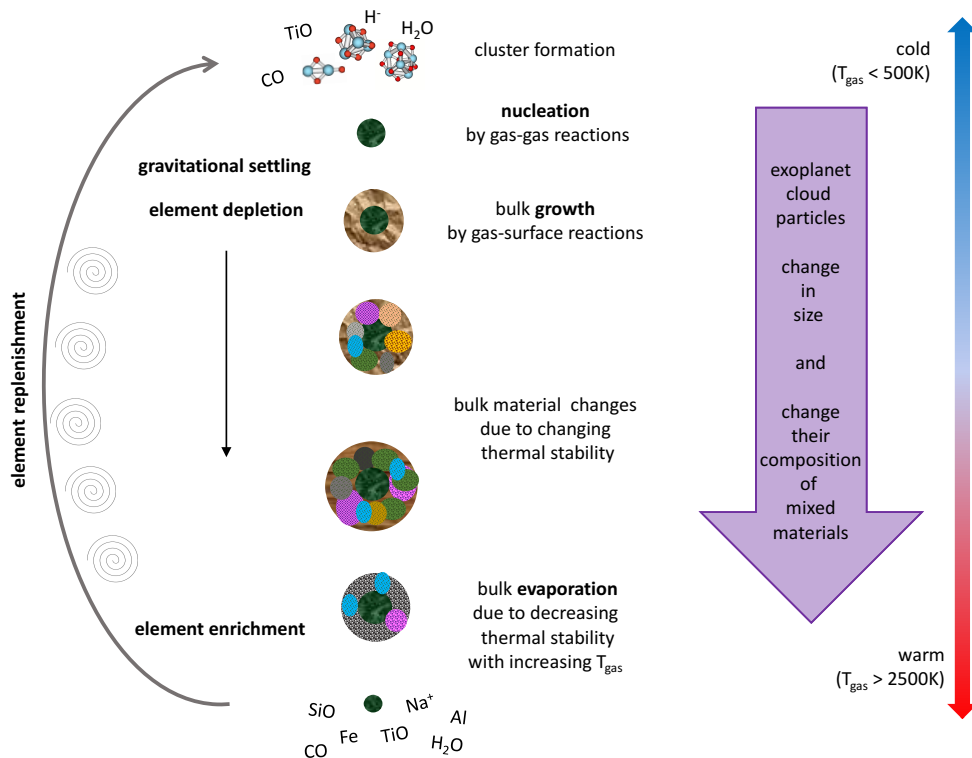 TiO
H⁻
H₂O
CO
cluster formation
cold
(T_gas < 500K)
nucleation
by gas-gas reactions
gravitational settling
element depletion
bulk growth
by gas-surface reactions
exoplanet
cloud
particles
change
in
size
and
change
their
composition
of
mixed
materials
element replenishment
bulk material changes
due to changing
thermal stability
element enrichment
bulk evaporation
due to decreasing
thermal stability
with increasing T_gas
warm
(T_gas > 2500K)
SiO
Na⁺
Al
Fe
TiO
CO
H₂O